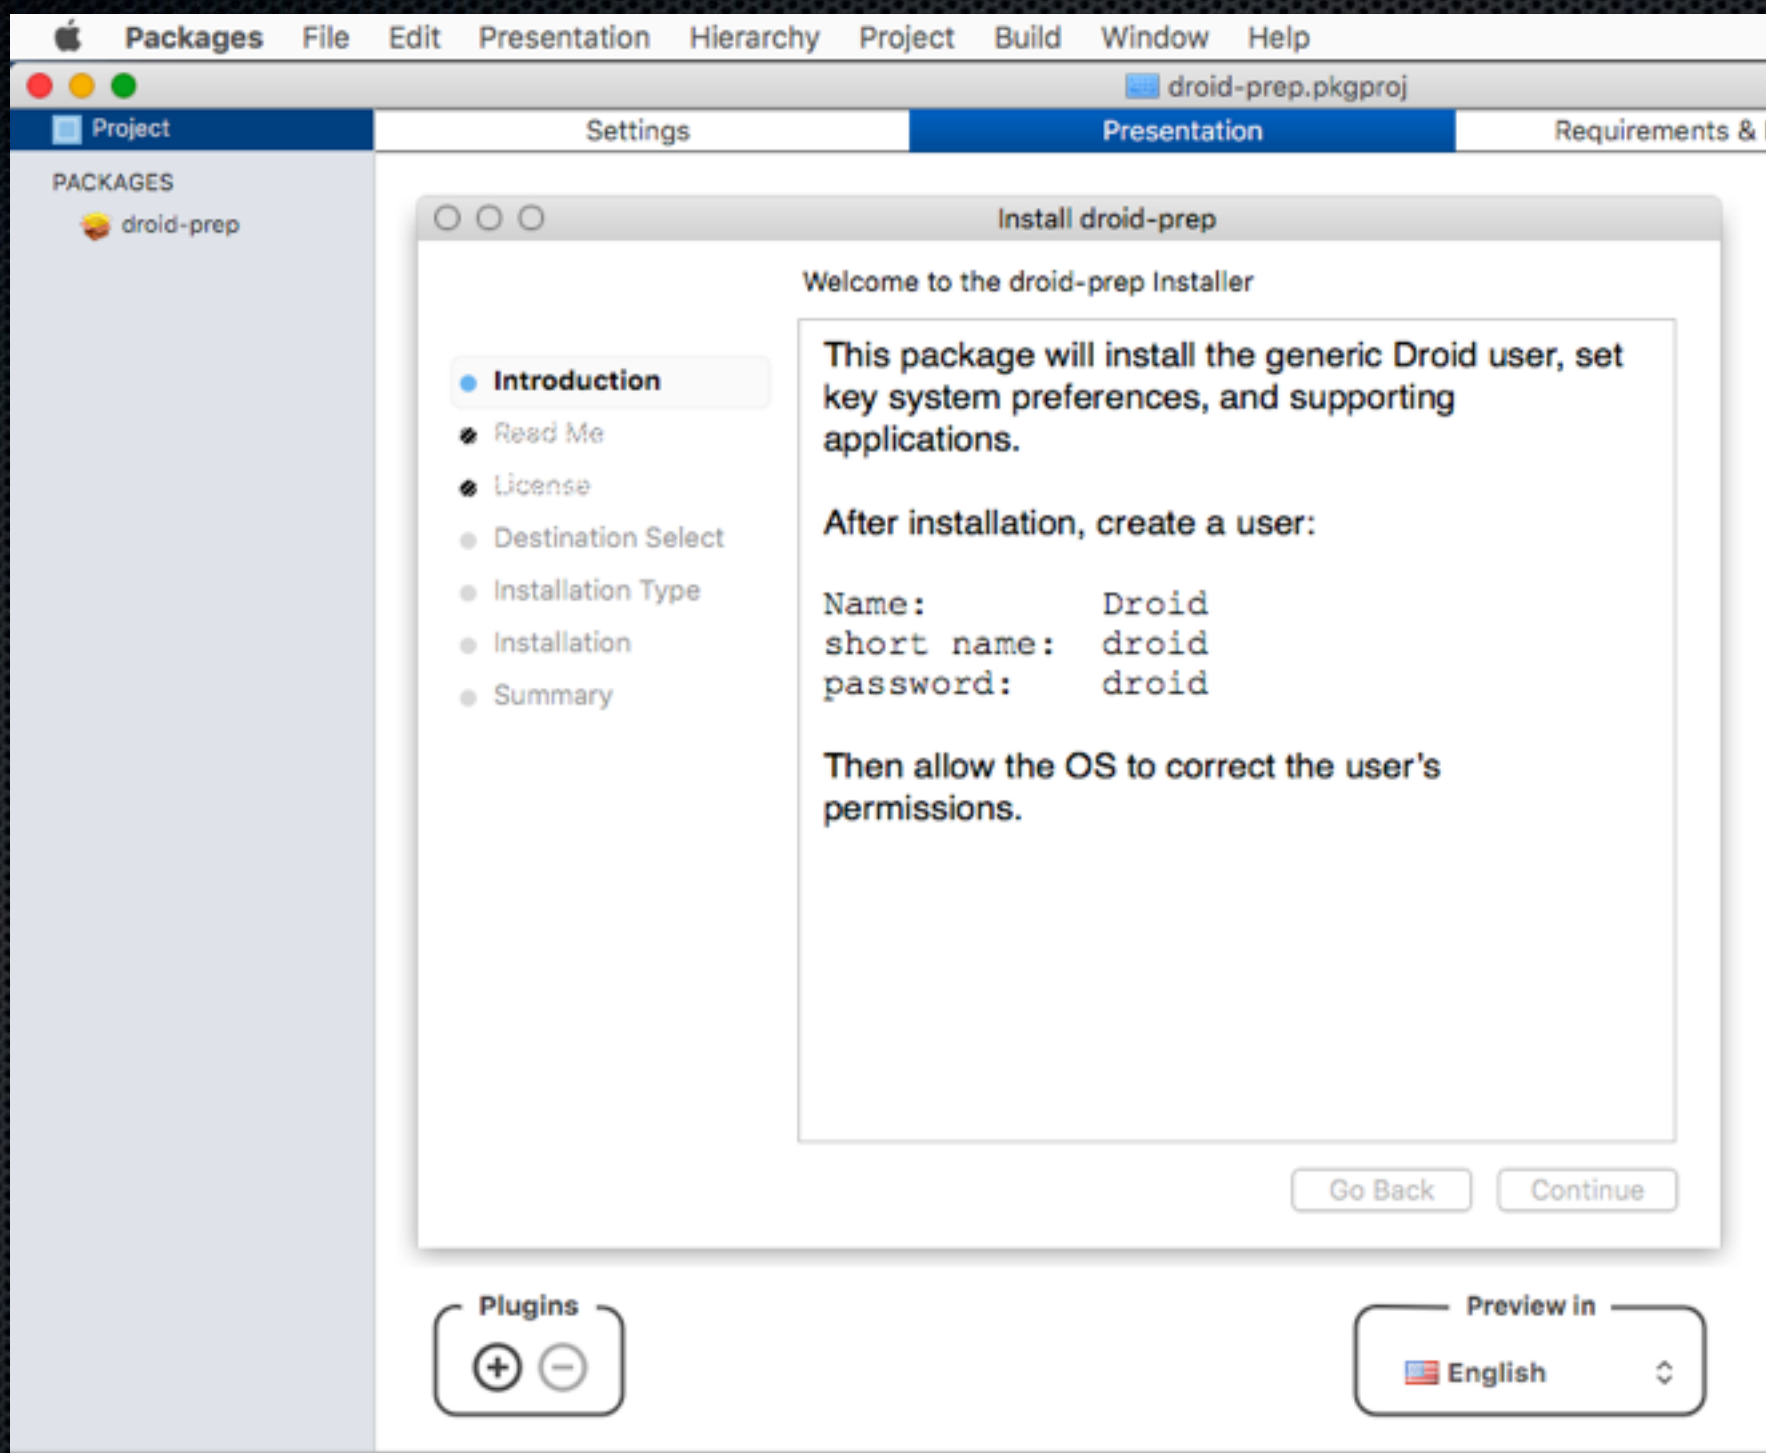 Packages File Edit Presentation Hierarchy Project Build Window Help
droid-prep.pkgproj
Project
Settings Presentation Requirements &
PACKAGES
droid-prep
Install droid-prep
Welcome to the droid-prep Installer
Introduction
Read Me
License
Destination Select
Installation Type
Installation
Summary
This package will install the generic Droid user, set
key system preferences, and supporting
applications.
After installation, create a user:
Name: Droid
short name: droid
password: droid
Then allow the OS to correct the user’s
permissions.
Go Back Continue
Plugins
Preview in
English